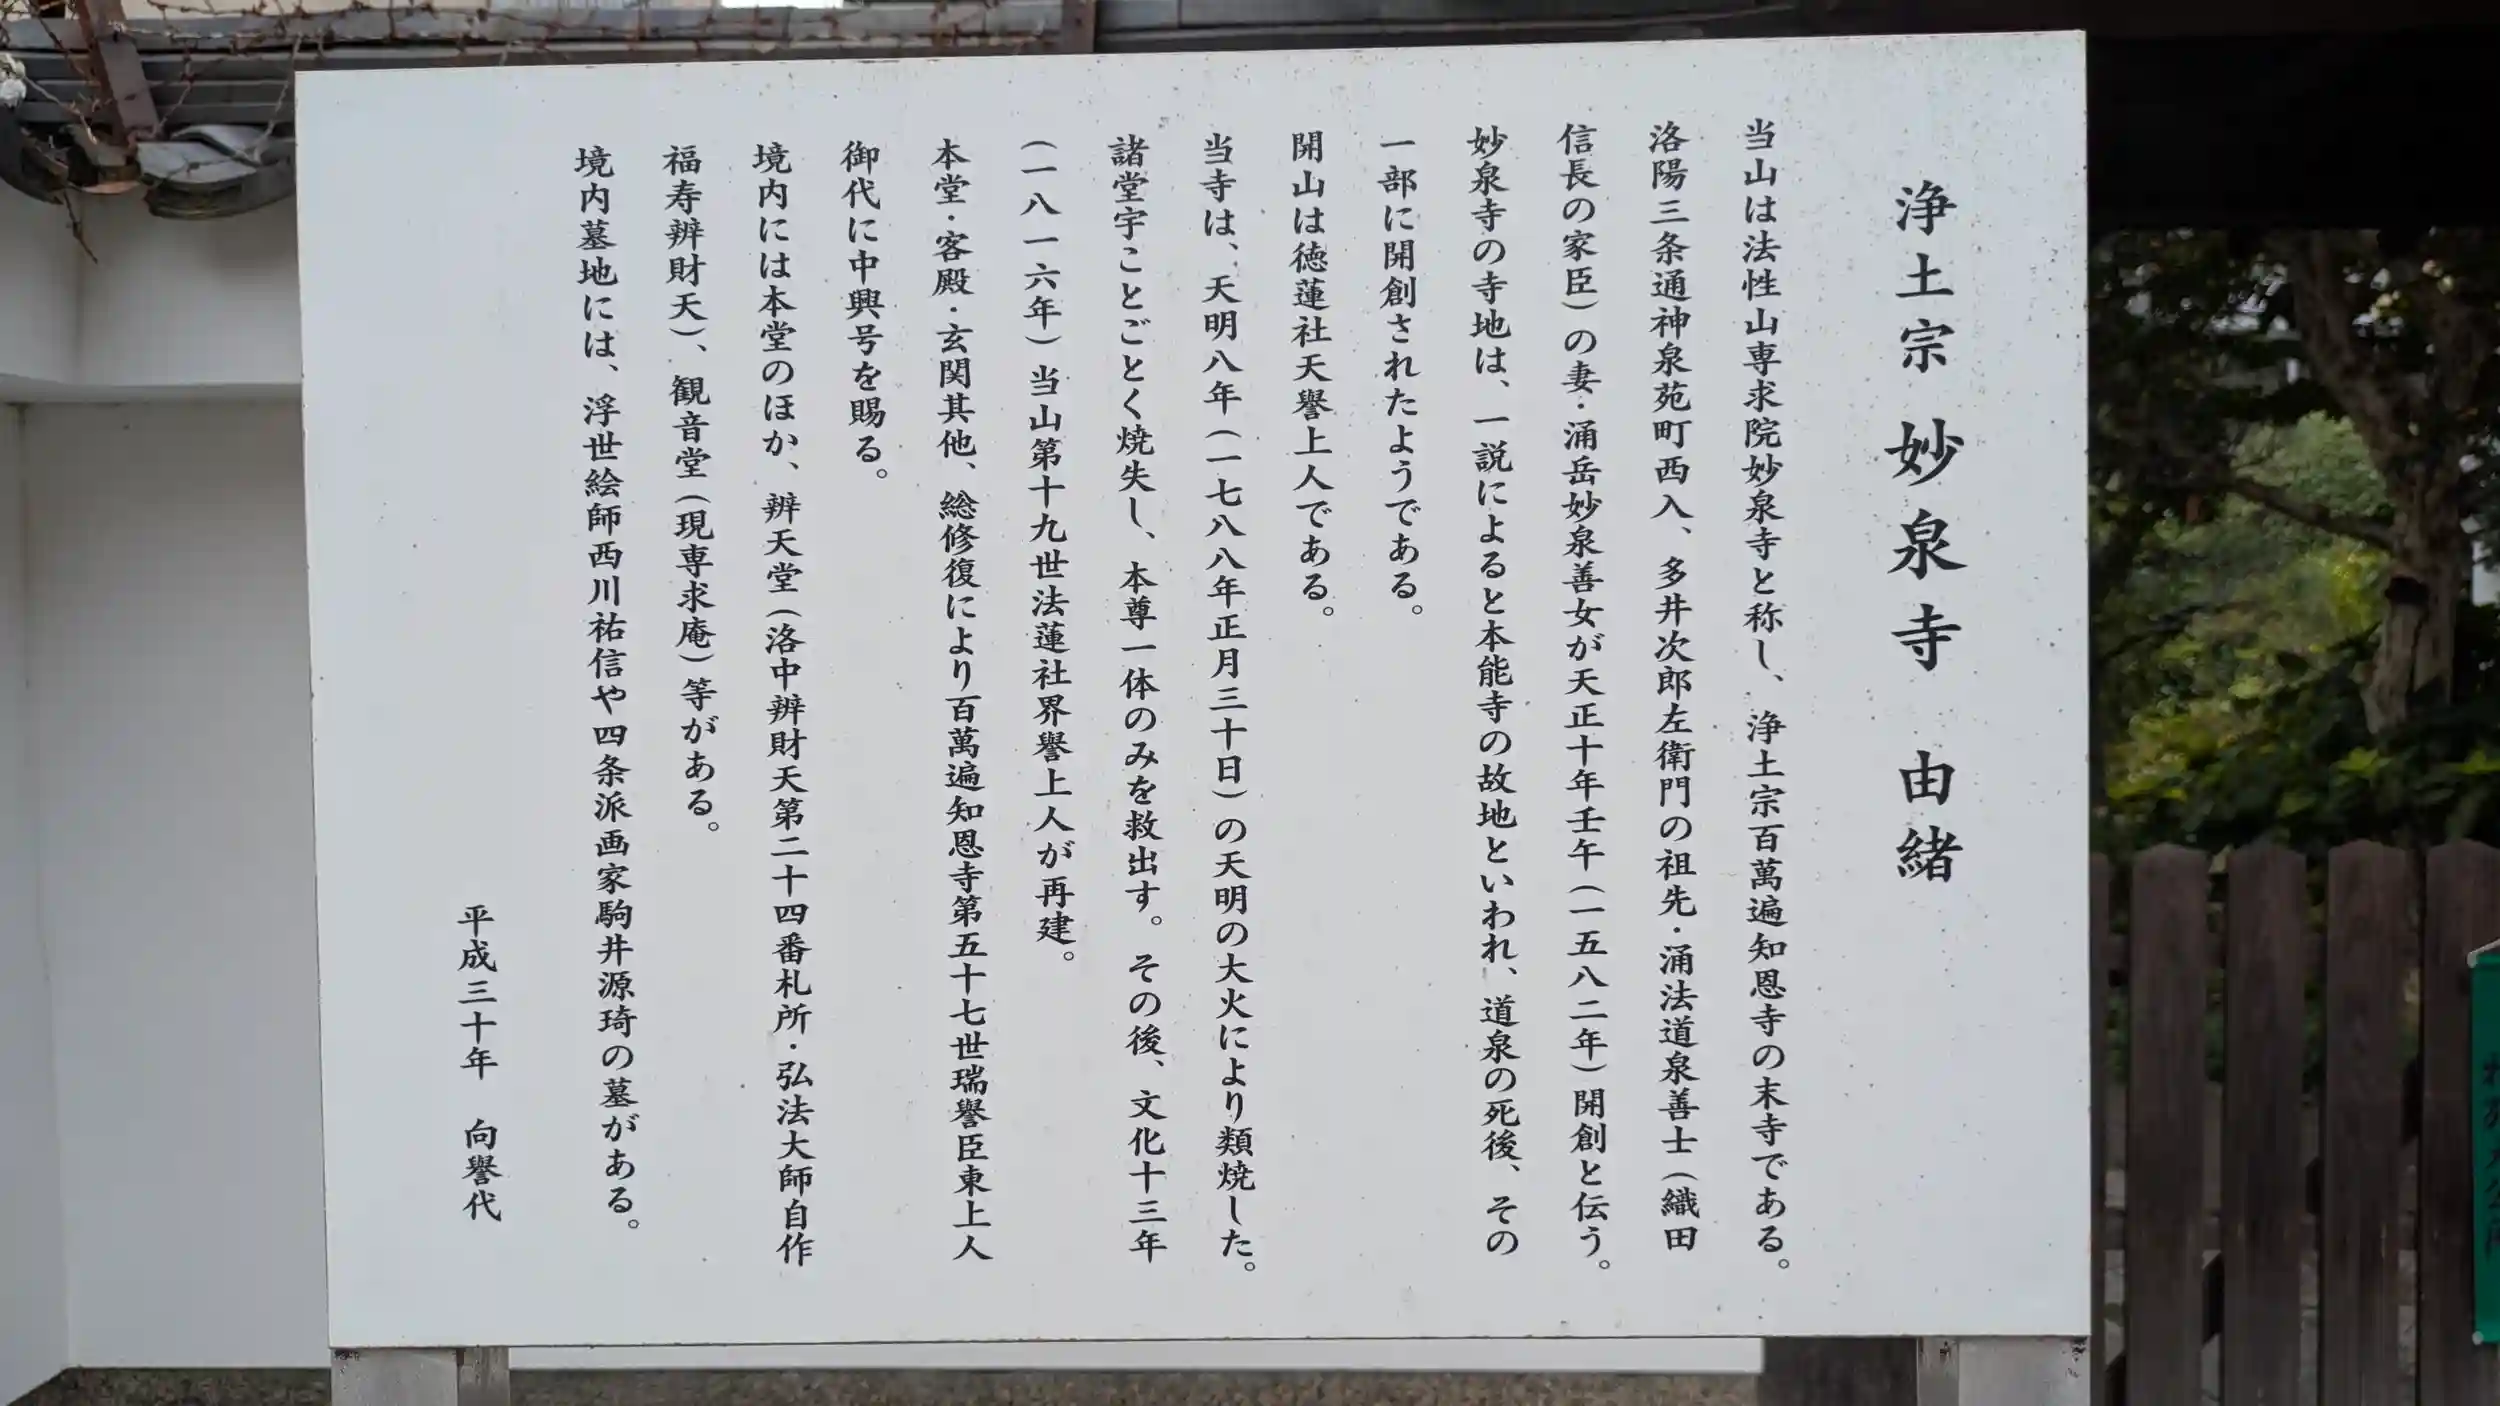 浄土宗 妙泉寺 由緒
当山は法性山専求院妙泉寺と称し、浄土宗百萬遍知恩寺の末寺である。
洛陽三条通神泉苑町西入、多井次郎左衛門の祖先・涌法道泉善士（織田
信長の家臣）の妻・涌岳妙泉善女が天正十年壬午（一五八二年）開創と伝う。
妙泉寺の寺地は、一説によると本能寺の故地といわれ、道泉の死後、その
一部に開創されたようである。
開山は徳蓮社天譽上人である。
当寺は、天明八年（一七八八年正月三十日）の天明の大火により類焼した。
諸堂宇ことごとく焼失し、本尊一体のみを救出す。その後、文化十三年
（一八一六年）当山第十九世法蓮社界譽上人が再建。
本堂・客殿・玄関其他、総修復により百萬遍知恩寺第五十七世瑞譽臣東上人
御代に中興号を賜る。
境内には本堂のほか、辨天堂（洛中辨財天第二十四番札所・弘法大師自作
福寿辨財天）、観音堂（現専求庵）等がある。
境内墓地には、浮世絵師西川祐信や四条派画家駒井源琦の墓がある。
平成三十年 向譽代